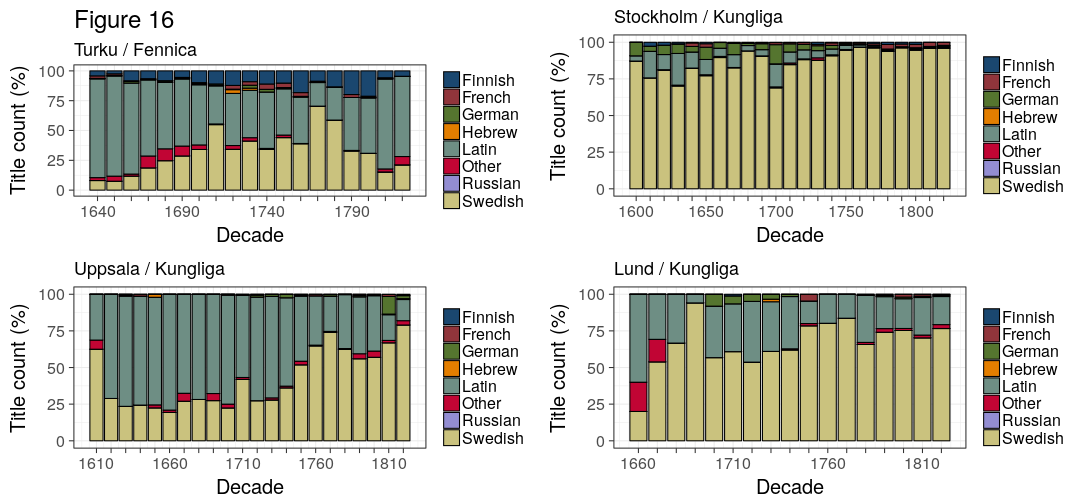 Figure 16
Turku / Fennica
Title count (%)
100
75
50
25
0
1640
1690
1740
1790
Decade
Finnish
French
German
Hebrew
Latin
Other
Russian
Swedish
Stockholm / Kungliga
Title count (%)
100
75
50
25
0
1600
1650
1700
1750
1800
Decade
Finnish
French
German
Hebrew
Latin
Other
Russian
Swedish
Uppsala / Kungliga
Title count (%)
100
75
50
25
0
1610
1660
1710
1760
1810
Decade
Finnish
French
German
Hebrew
Latin
Other
Russian
Swedish
Lund / Kungliga
Title count (%)
100
75
50
25
0
1660
1710
1760
1810
Decade
Finnish
French
German
Hebrew
Latin
Other
Russian
Swedish